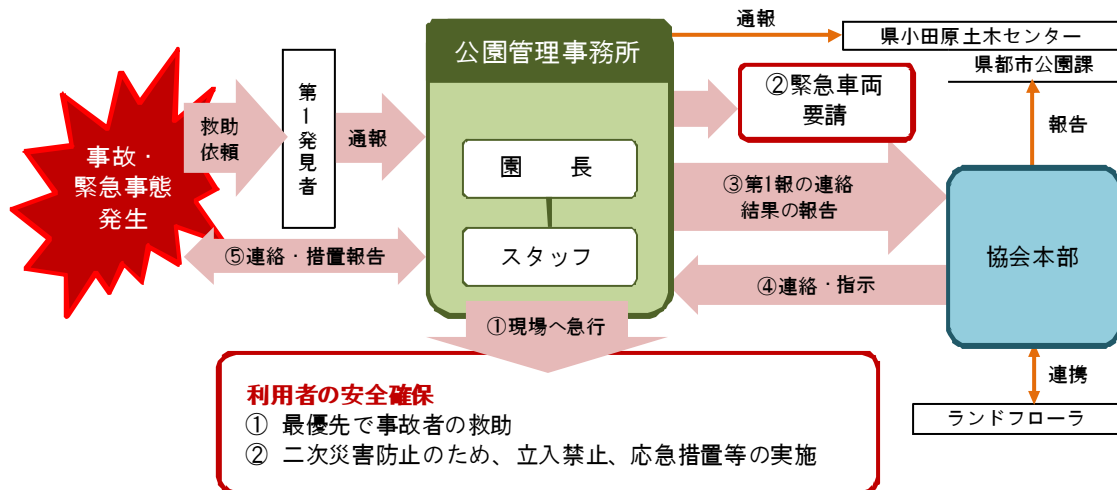 通報
県小田原土木センター
県都市公園課
公園管理事務所
②緊急車両
要請
報告
救助
依頼
第1発見者
通報
事故・
緊急事態
発生
園　　長
スタッフ
③第1報の連絡
結果の報告
協会本部
⑤連絡・措置報告
④連絡・指示
①現場へ急行
連携
ランドフローラ
利用者の安全確保
① 最優先で事故者の救助
② 二次災害防止のため、立入禁止、応急措置等の実施